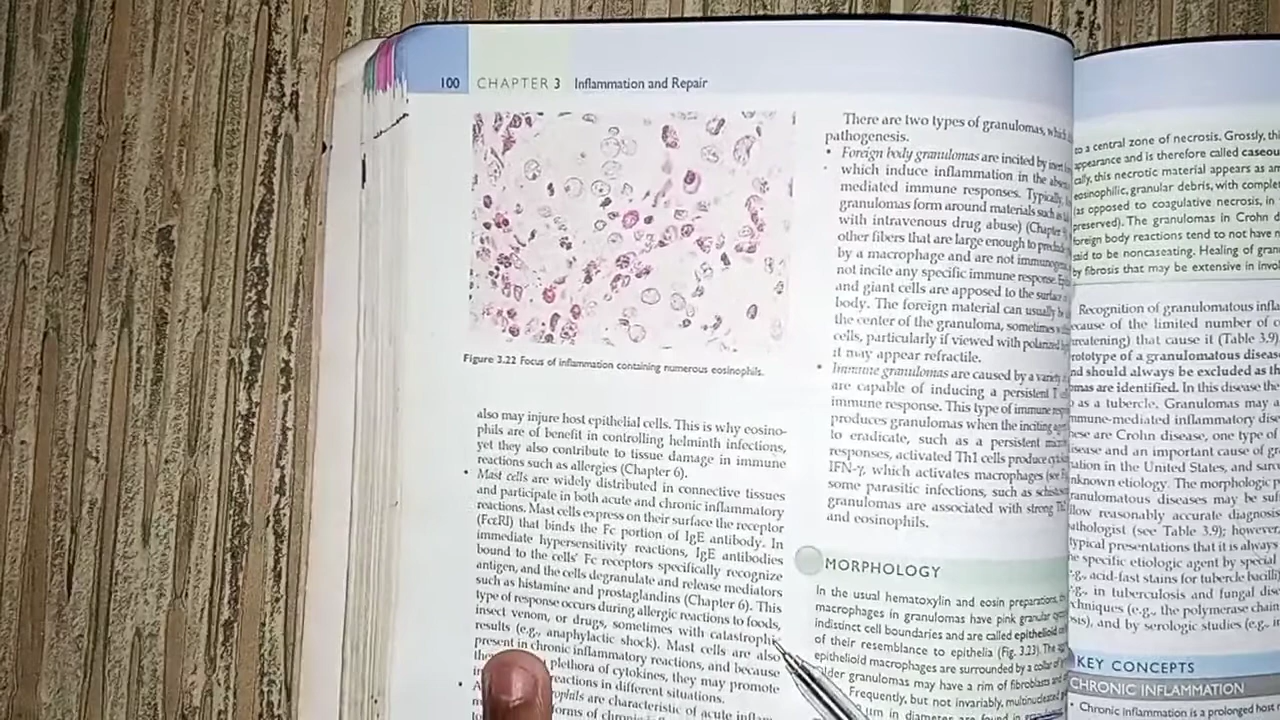 100 CHAPTER 3 Inflammation and Repair
Figure 3.22 Focus of inflammation containing numerous eosinophils.
also may injure host epithelial cells. This is why eosino-
phils are of benefit in controlling helminth infections,
yet they also contribute to tissue damage in immune
reactions such as allergies (Chapter 6).
• Mast cells are widely distributed in connective tissues
and participate in both acute and chronic inflammatory
reactions. Mast cells express on their surface the receptor
(FcεRI) that binds the Fc portion of IgE antibody. In
immediate hypersensitivity reactions, IgE antibodies
bound to the cells' Fc receptors specifically recognize
antigen, and the cells degranulate and release mediators
such as histamine and prostaglandins (Chapter 6). This
type of response occurs during allergic reactions to foods,
insect venom, or drugs, sometimes with catastrophic
results (e.g., anaphylactic shock). Mast cells are also
present in chronic inflammatory reactions, and because
plethora of cytokines, they may promote
reactions in different situations.
are characteristic of acute
forms of
There are two types of granulomas, which
pathogenesis.
• Foreign body granulomas are incited by
which induce inflammation in the
mediated immune responses. Typically,
granulomas form around materials such as
with intravenous drug abuse) (Chapter
other fibers that are large enough to
by a macrophage and are not
not incite any specific immune response.
and giant cells are apposed to the surface
body. The foreign material can usually
the center of the granuloma, sometimes
cells, particularly if viewed with
it may appear refractile.
• Immune granulomas are caused by a variety
are capable of inducing a persistent T
immune response. This type of immune
produces granulomas when the inciting
to eradicate, such as a persistent
responses, activated Th1 cells produce
IFN-γ, which activates macrophages (see
some parasitic infections, such as
granulomas are associated with strong
and eosinophils.
MORPHOLOGY
In the usual hematoxylin and eosin preparations,
macrophages in granulomas have pink granular
indistinct cell boundaries and are called epithelioid
of their resemblance to epithelia (Fig. 3.23). The
epithelioid macrophages are surrounded by a collar of
older granulomas may have a rim of fibroblasts
Frequently, but not invariably, multinucleated
in diameter are found in
to a central zone of necrosis. Grossly,
appearance and is therefore called
this necrotic material appears as
eosinophilic, granular debris, with
(as opposed to coagulative necrosis, in
preserved). The granulomas in Crohn
foreign body reactions tend to not have
said to be noncaseating. Healing of
by fibrosis that may be extensive in
Recognition of granulomatous
because of the limited number of
that cause it (Table 3.9)
of a granulomatous
and should always be excluded as
are identified. In this disease
as a tubercle. Granulomas may
inflammatory
are Crohn disease, one type of
and an important cause of
in the United States, and
unknown etiology. The morphologic
granulomatous diseases may be
allow reasonably accurate
pathologist (see Table 3.9); however,
typical presentations that it is always
specific etiologic agent by special
acid-fast stains for tubercle
in tuberculosis and fungal
techniques (e.g., the polymerase
and by serologic studies (e.g., in
KEY CONCEPTS
CHRONIC INFLAMMATION
• Chronic inflammation is a prolonged host